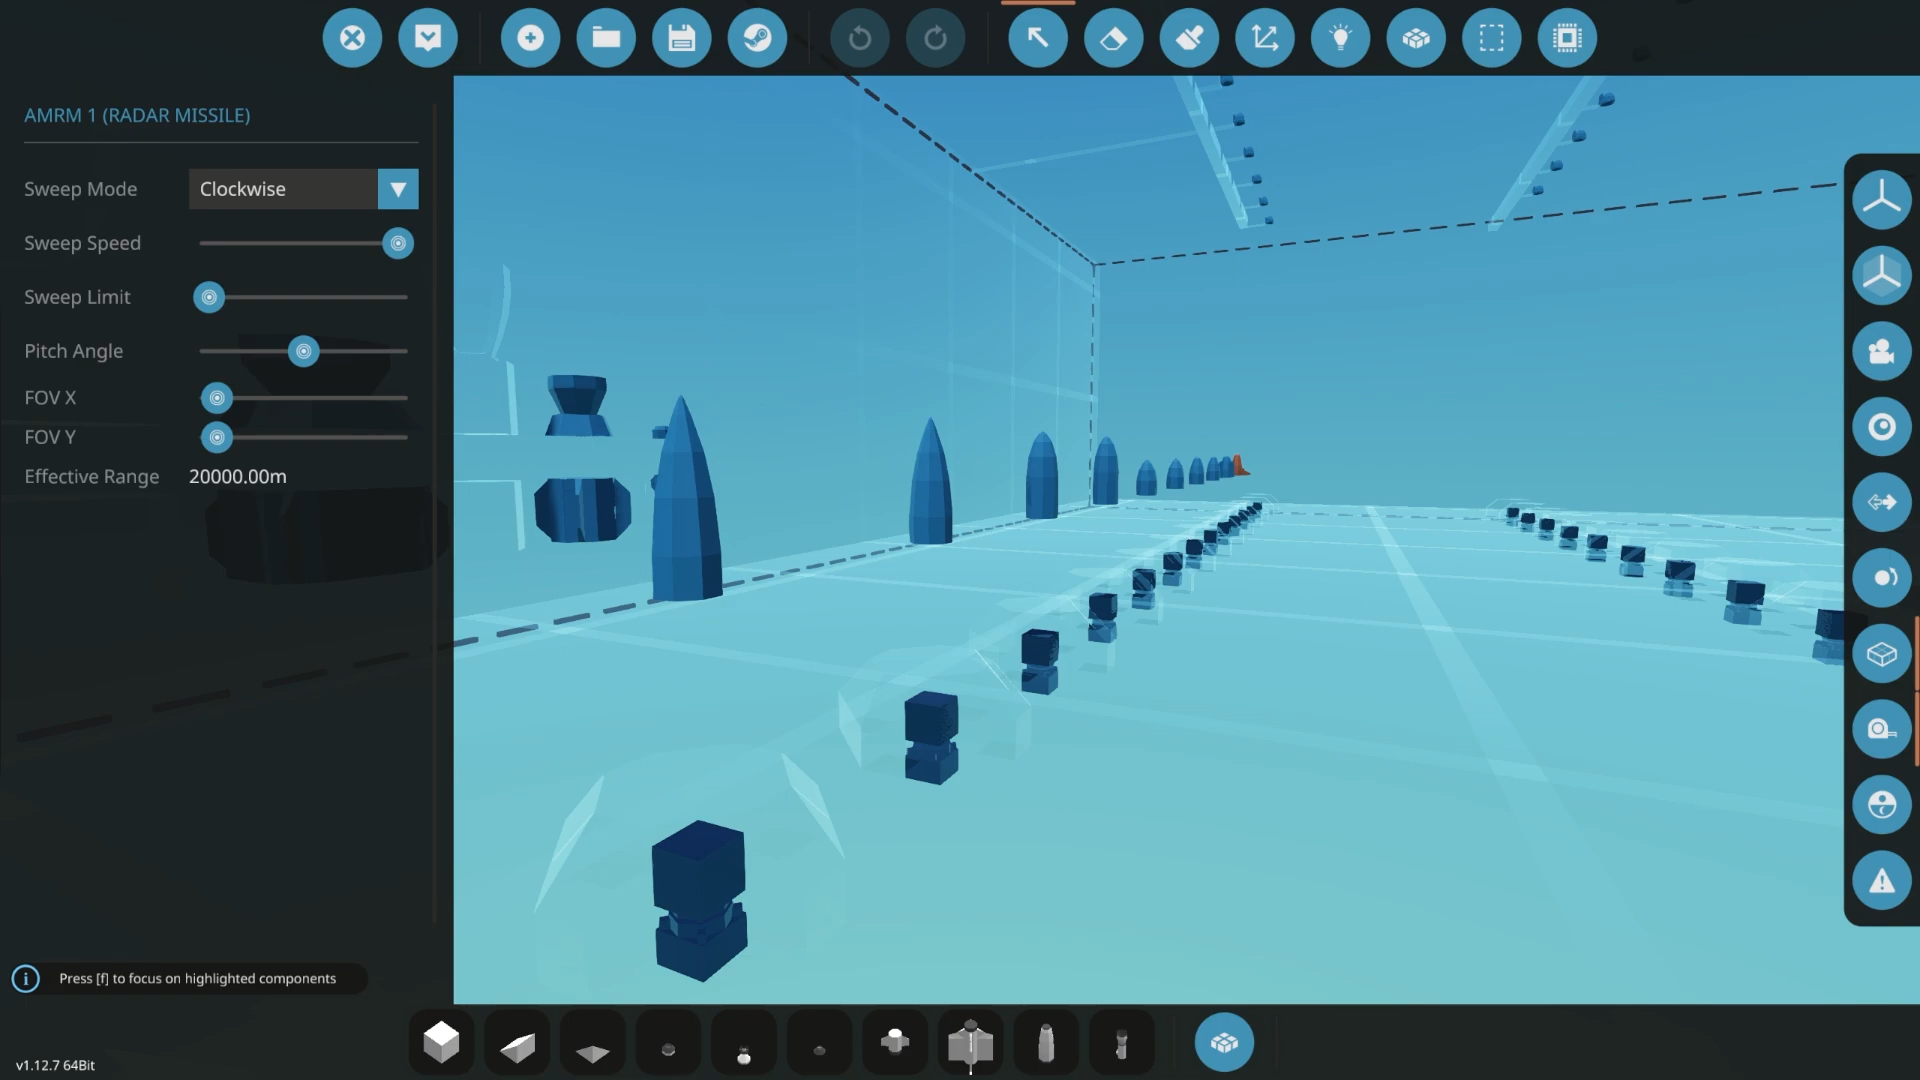 AMRM 1 (RADAR MISSILE)
Sweep Mode Clockwise
Sweep Speed
Sweep Limit
Pitch Angle
FOV X
FOV Y
Effective Range 20000.00m
Press [f] to focus on highlighted components
v1.12.7 64Bit